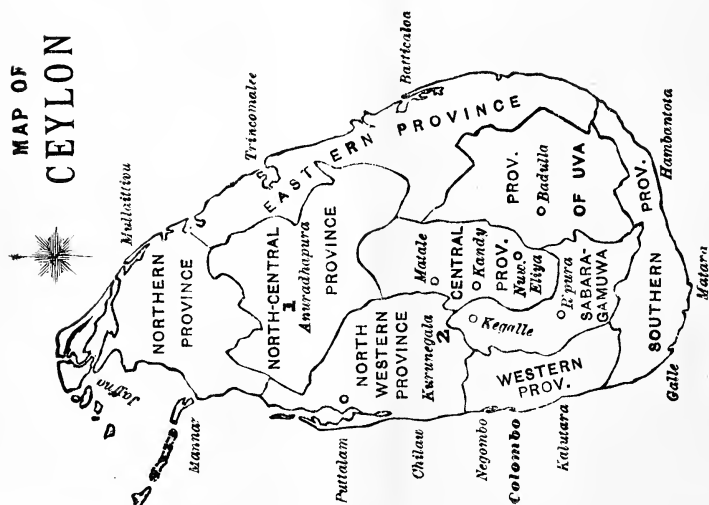 MAP OF
CEYLON
Mullaittivu
Trincomalee
Batticaloa
Jaffna
Mannar
Puttalam
Chilaw
Negombo
Colombo
Kalutara
Galle
Matara
Hambantota
NORTHERN
PROVINCE
EASTERN PROVINCE
NORTH-CENTRAL
1
Anuradhapura
PROVINCE
NORTH
WESTERN
PROVINCE
Kurunegala
2
Matale
CENTRAL
Kandy
PROV.
Nuw.
Eliya
PROV.
Badulla
OF UVA
Kegalle
R'pura
SABARA-
GAMUWA
WESTERN
PROV.
SOUTHERN
PROV.